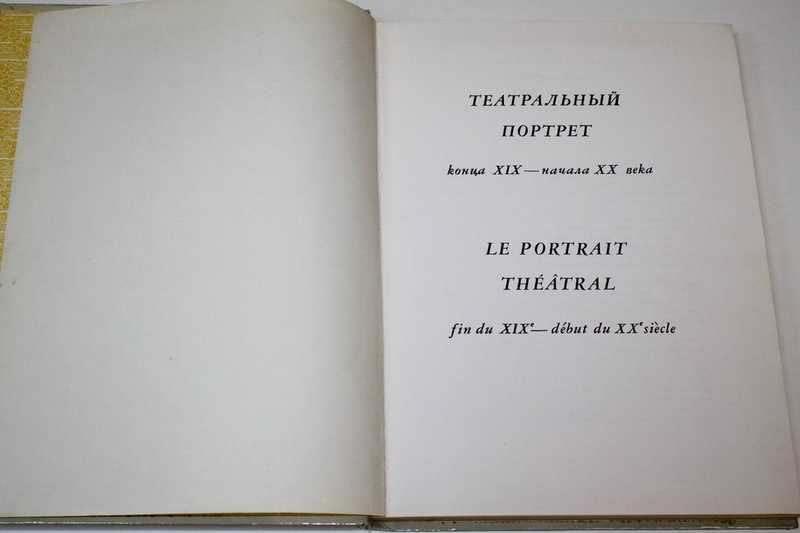 ТЕАТРАЛЬНЫЙ
ПОРТРЕТ
конца XIX—начала XX века
LE PORTRAIT
THÉÂTRAL
fin du XIXᵉ—début du XXᵉ siècle